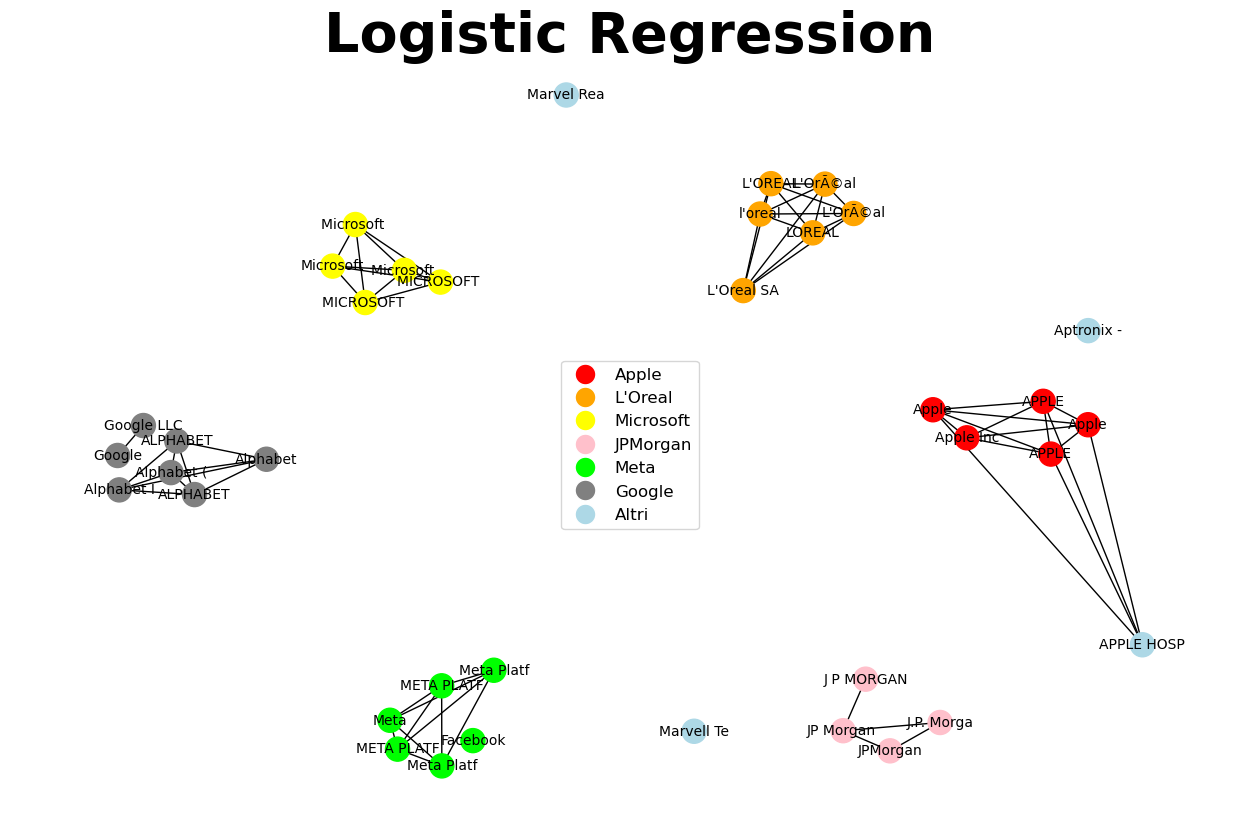 Logistic Regression
Marvel Rea
L'OREAL
L'OrÃ©al
l'oreal
L'OrÃ©al
LOREAL
L'Oreal SA
Microsoft
Microsoft
Microsoft
MICROSOFT
MICROSOFT
Aptronix -
Apple
APPLE
Apple
Apple Inc
APPLE
APPLE HOSP
Apple
L'Oreal
Microsoft
JPMorgan
Meta
Google
Altri
Google LLC
ALPHABET
Google
Alphabet
Alphabet (
Alphabet I
ALPHABET
Meta Platf
META PLATF
Meta
Facebook
META PLATF
Meta Platf
Marvell Te
J P MORGAN
J.P. Morga
JP Morgan
JPMorgan